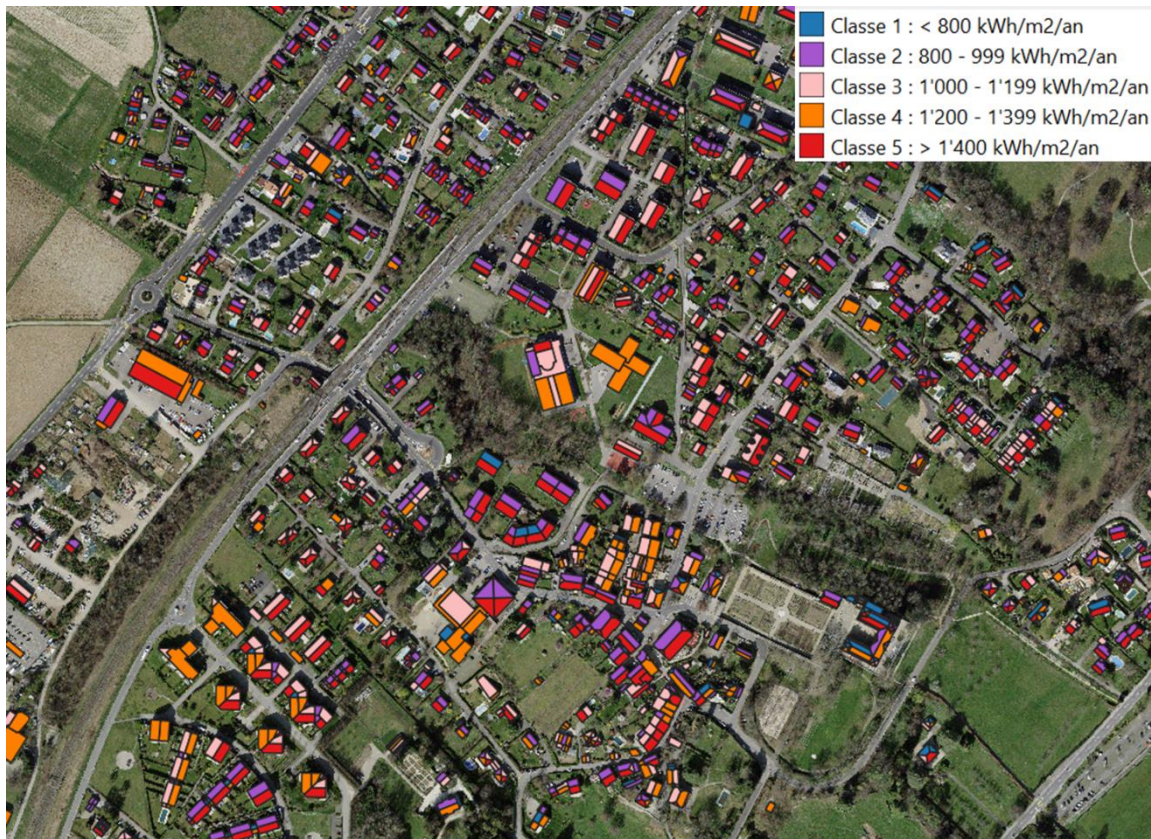 Classe 1 : < 800 kWh/m2/an
Classe 2 : 800 - 999 kWh/m2/an
Classe 3 : 1'000 - 1'199 kWh/m2/an
Classe 4 : 1'200 - 1'399 kWh/m2/an
Classe 5 : > 1'400 kWh/m2/an